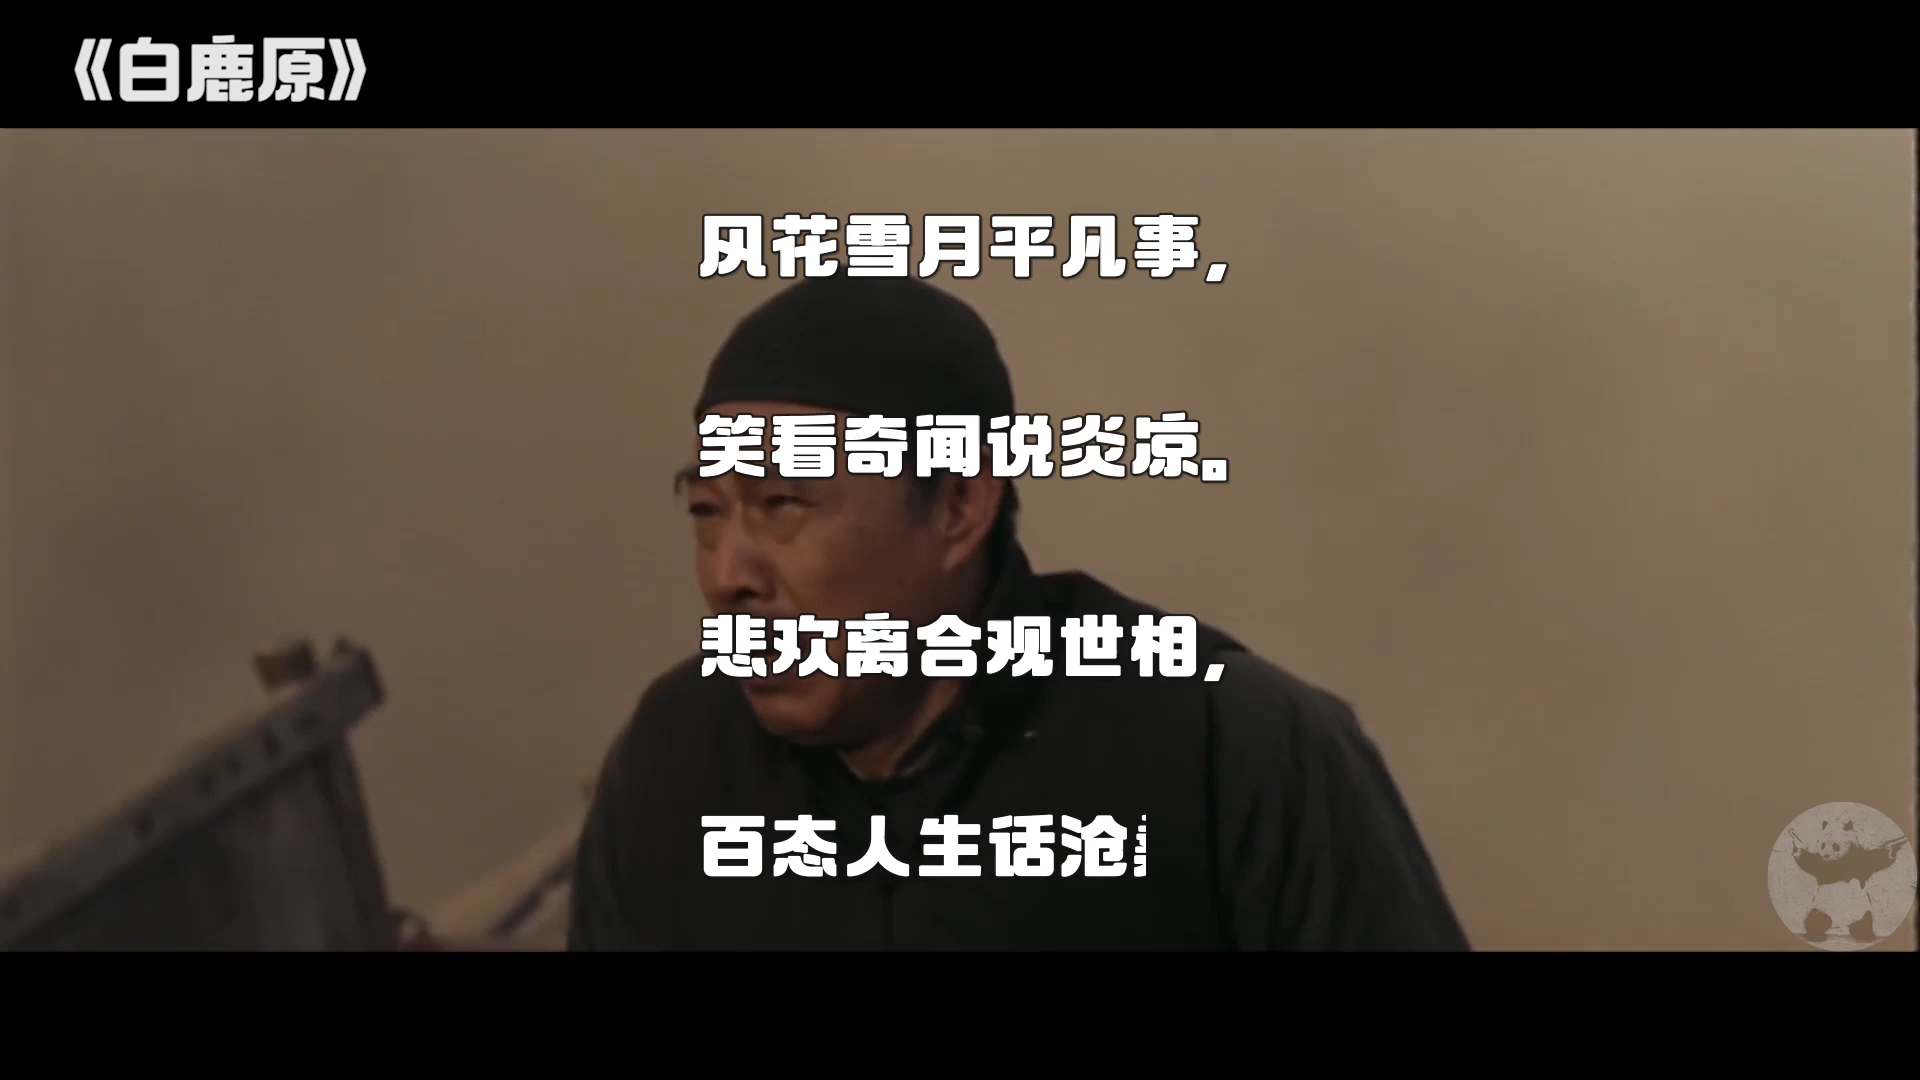 《白鹿原》
风花雪月平凡事,
笑看奇闻说炎凉。
悲欢离合观世相,
百态人生话沧